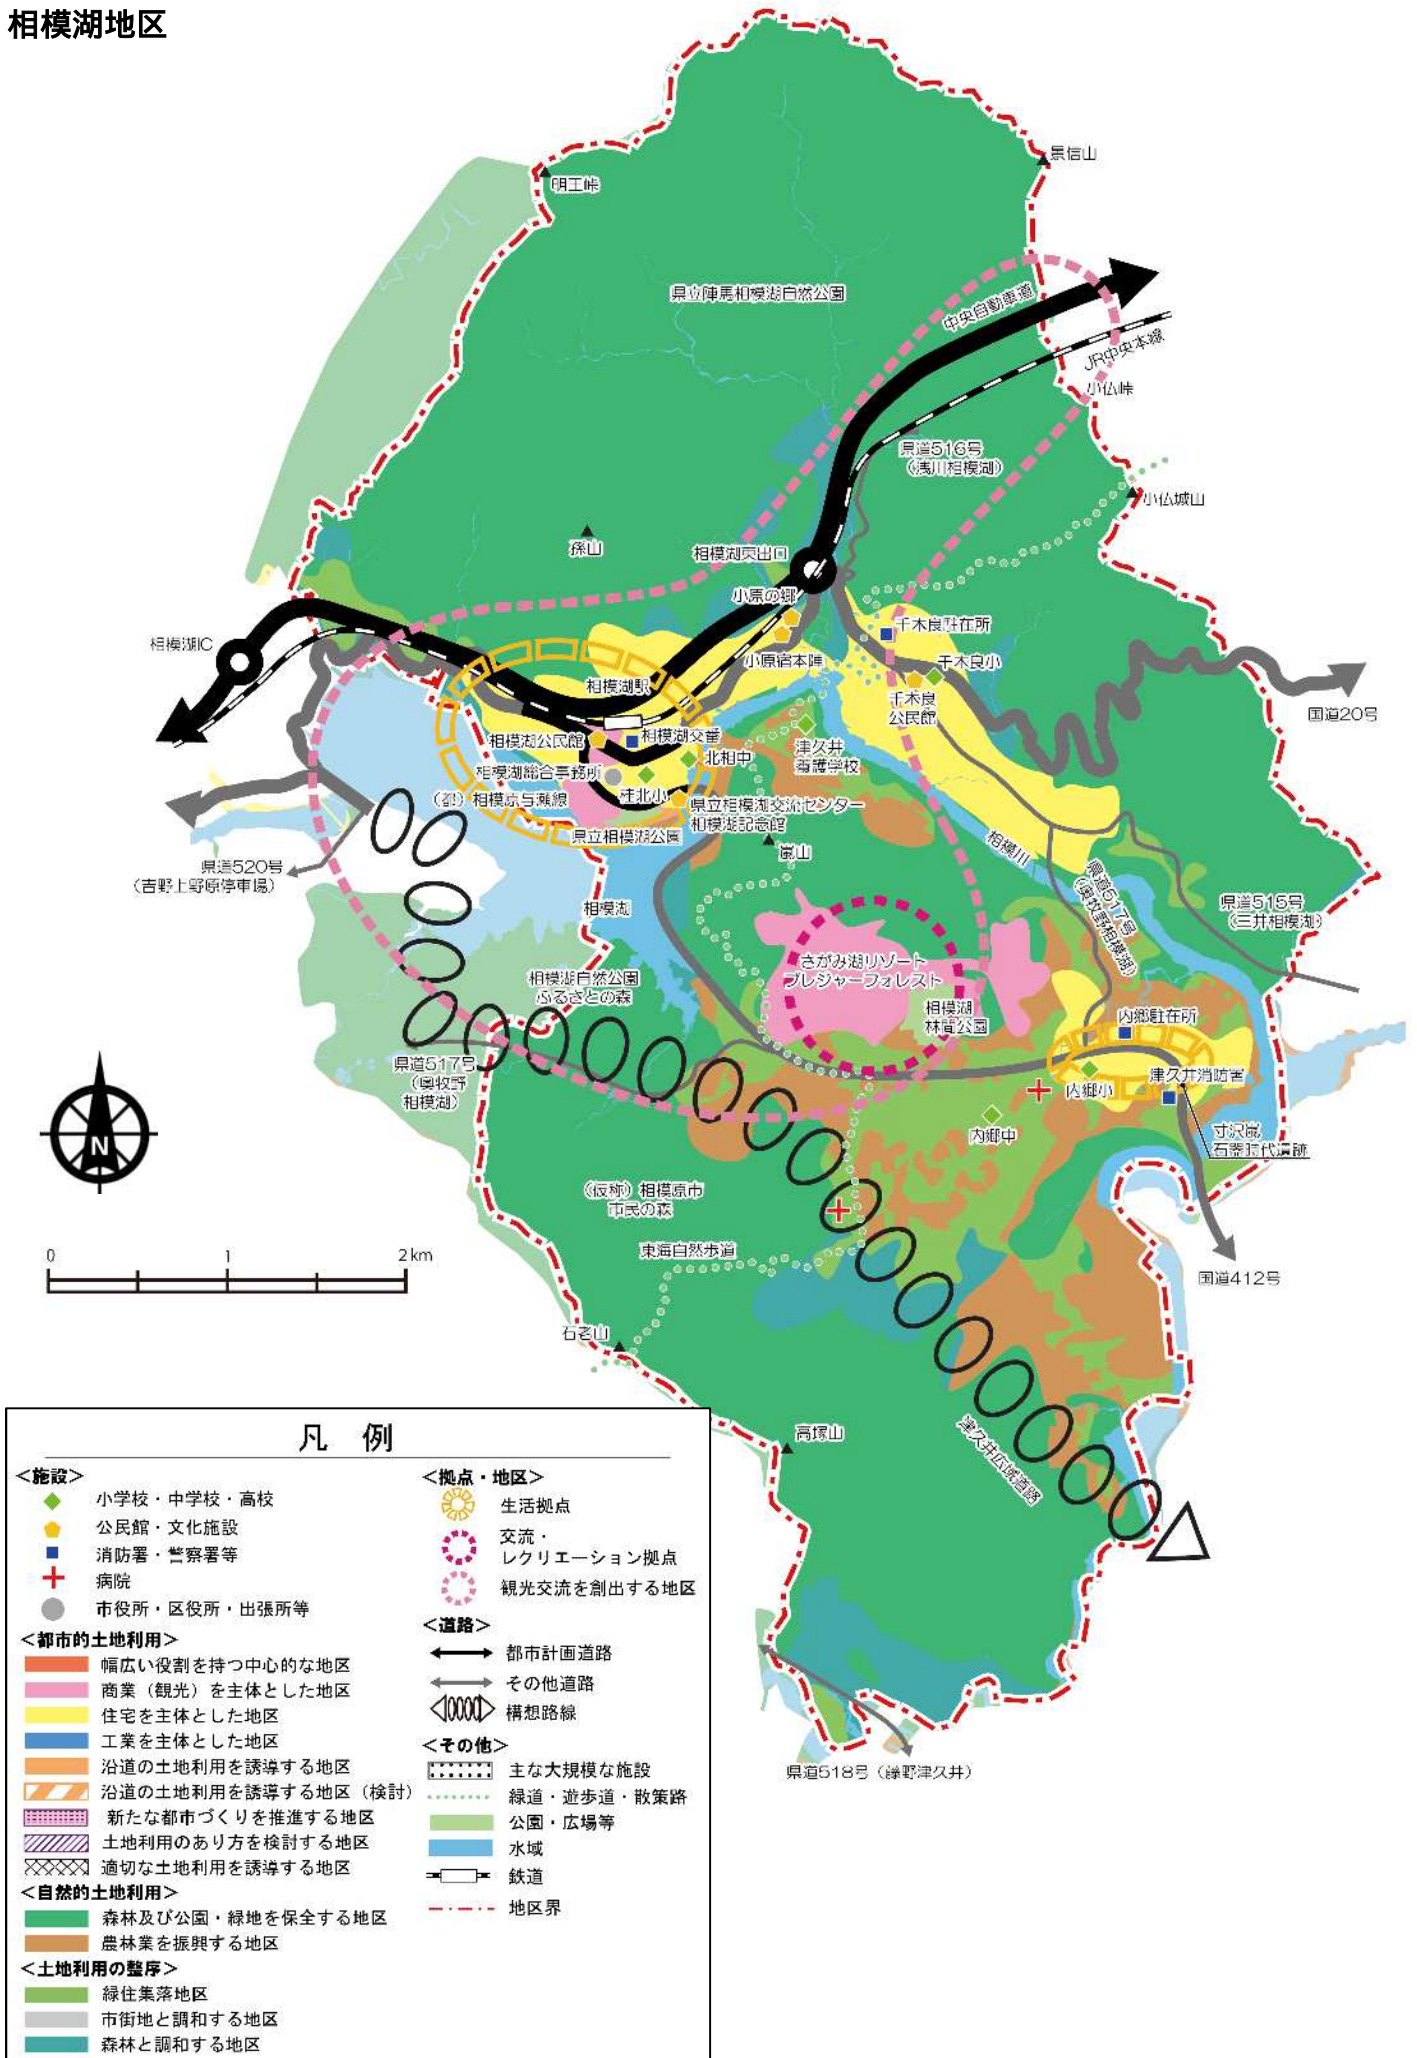 相模湖地区
景信山
明王峠
県立陣馬相模湖自然公園
中央自動車道
JR中央本線
小仏峠
県道516号
（浅川相模湖）
小仏城山
孫山
相模湖東出口
小原の郷
千木良駐在所
相模湖IC
小原宿本陣
千木良小
相模湖駅
千木良
公民館
国道20号
相模湖公民館
相模湖交番
北相中
津久井
養護学校
相模湖総合事務所
（都）相模原与瀬線
桂北小
県立相模湖交流センター
相模湖記念館
県立相模湖公園
相模川
嵐山
県道520号
（吉野上野原停車場）
県道517号
（奥牧野相模湖）
県道515号
（三井相模湖）
相模湖
さがみ湖リゾート
プレジャーフォレスト
相模湖自然公園
ふるさとの森
相模湖
林間公園
内郷駐在所
県道517号
（奥牧野
相模湖）
津久井消防署
内郷小
内郷中
寸沢嵐
石器時代遺跡
N
（仮称）相模原市
市民の森
東海自然歩道
0 1 2km
国道412号
石老山
高塚山
津久井広域道路
県道518号（藤野津久井）
凡 例
＜施設＞
小学校・中学校・高校
公民館・文化施設
消防署・警察署等
病院
市役所・区役所・出張所等
＜都市的土地利用＞
幅広い役割を持つ中心的な地区
商業（観光）を主体とした地区
住宅を主体とした地区
工業を主体とした地区
沿道の土地利用を誘導する地区
沿道の土地利用を誘導する地区（検討）
新たな都市づくりを推進する地区
土地利用のあり方を検討する地区
適切な土地利用を誘導する地区
＜自然的土地利用＞
森林及び公園・緑地を保全する地区
農林業を振興する地区
＜土地利用の整序＞
緑住集落地区
市街地と調和する地区
森林と調和する地区
＜拠点・地区＞
生活拠点
交流・
レクリエーション拠点
観光交流を創出する地区
＜道路＞
都市計画道路
その他道路
構想路線
＜その他＞
主な大規模な施設
緑道・遊歩道・散策路
公園・広場等
水域
鉄道
地区界